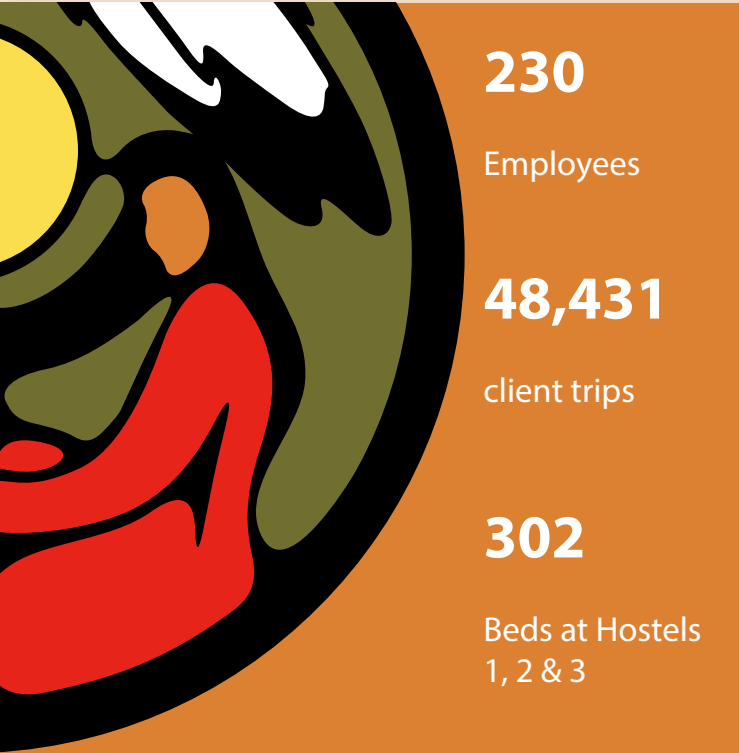 230
Employees
48,431
client trips
302
Beds at Hostels
1, 2 & 3